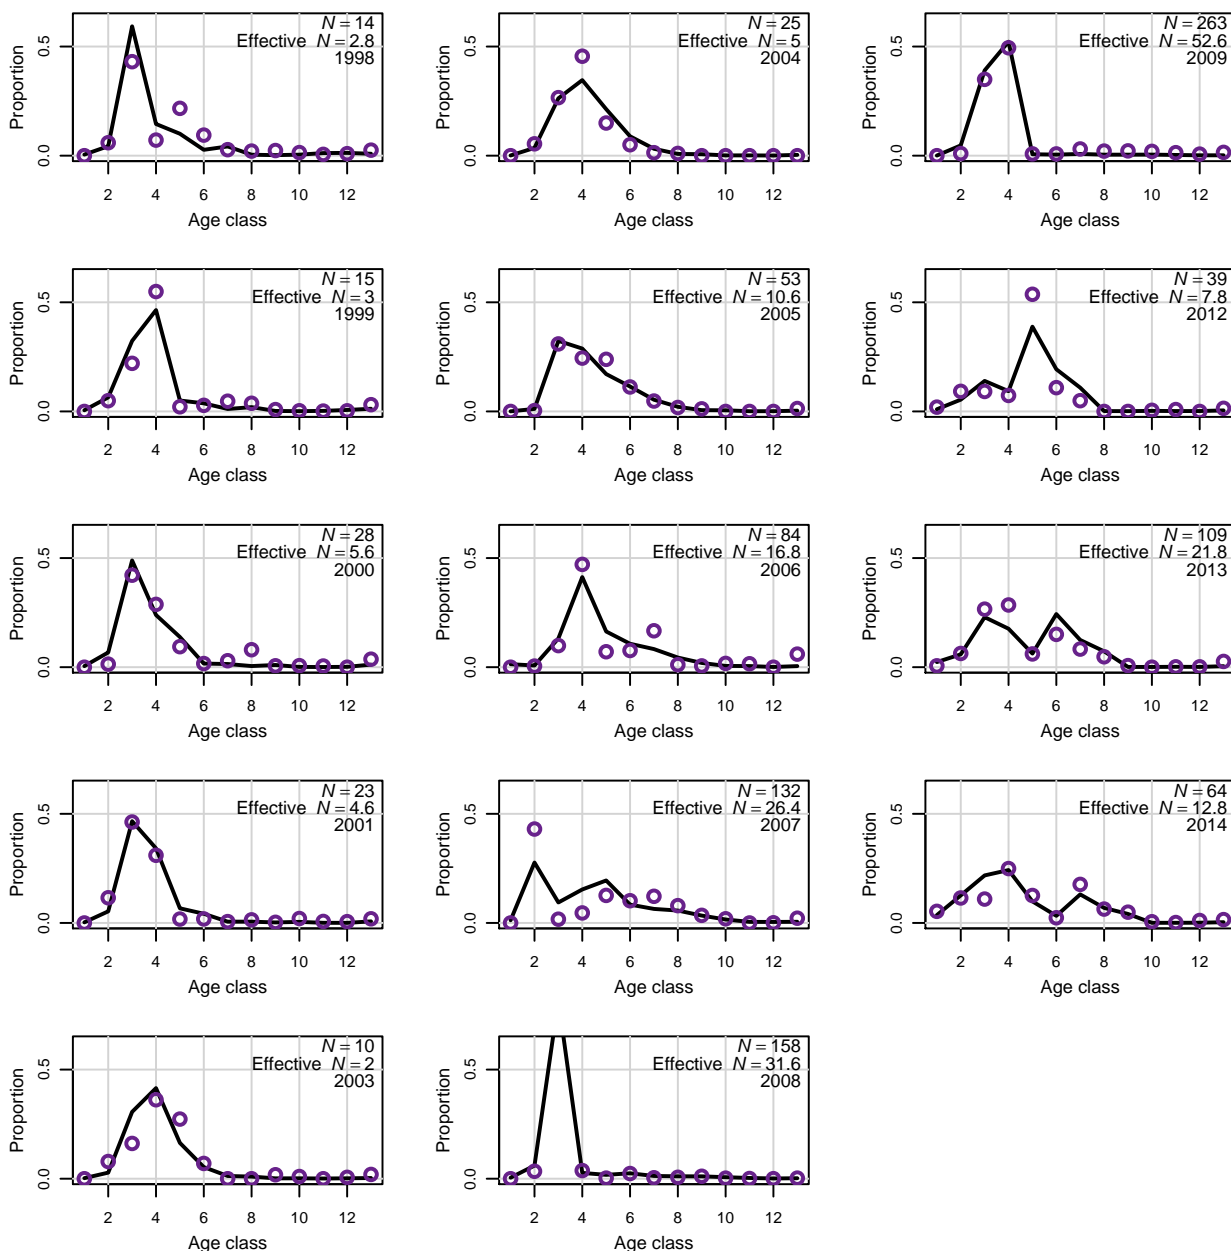 N = 14
Effective N = 2.8
1998
0.5
0.0
Proportion
2 4 6 8 10 12
Age class
N = 25
Effective N = 5
2004
0.5
0.0
Proportion
2 4 6 8 10 12
Age class
N = 263
Effective N = 52.6
2009
0.5
0.0
Proportion
2 4 6 8 10 12
Age class
N = 15
Effective N = 3
1999
0.5
0.0
Proportion
2 4 6 8 10 12
Age class
N = 53
Effective N = 10.6
2005
0.5
0.0
Proportion
2 4 6 8 10 12
Age class
N = 39
Effective N = 7.8
2012
0.5
0.0
Proportion
2 4 6 8 10 12
Age class
N = 28
Effective N = 5.6
2000
0.5
0.0
Proportion
2 4 6 8 10 12
Age class
N = 84
Effective N = 16.8
2006
0.5
0.0
Proportion
2 4 6 8 10 12
Age class
N = 109
Effective N = 21.8
2013
0.5
0.0
Proportion
2 4 6 8 10 12
Age class
N = 23
Effective N = 4.6
2001
0.5
0.0
Proportion
2 4 6 8 10 12
Age class
N = 132
Effective N = 26.4
2007
0.5
0.0
Proportion
2 4 6 8 10 12
Age class
N = 64
Effective N = 12.8
2014
0.5
0.0
Proportion
2 4 6 8 10 12
Age class
N = 10
Effective N = 2
2003
0.5
0.0
Proportion
2 4 6 8 10 12
Age class
N = 158
Effective N = 31.6
2008
0.5
0.0
Proportion
2 4 6 8 10 12
Age class